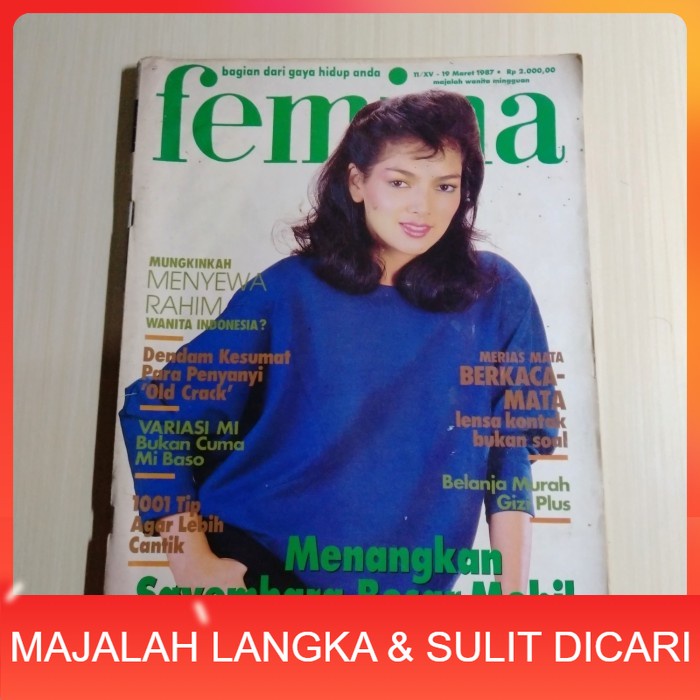 bagian dari gaya hidup anda
11/XV - 19 Maret 1987 • Rp 2.000,00
majalah wanita mingguan
femina
MUNGKINKAH
MENYEWA
RAHIM
WANITA INDONESIA?
Dendam Kesumat
Para Penyanyi
'Old Crack'
VARIASI MI
Bukan Cuma
Mi Baso
1001 Tip
Agar Lebih
Cantik
MERIAS MATA
BERKACA-
MATA
lensa kontak
bukan soal
Belanja Murah
Gizi Plus
Menangkan
Sayembara Besar Mobil
MAJALAH LANGKA & SULIT DICARI